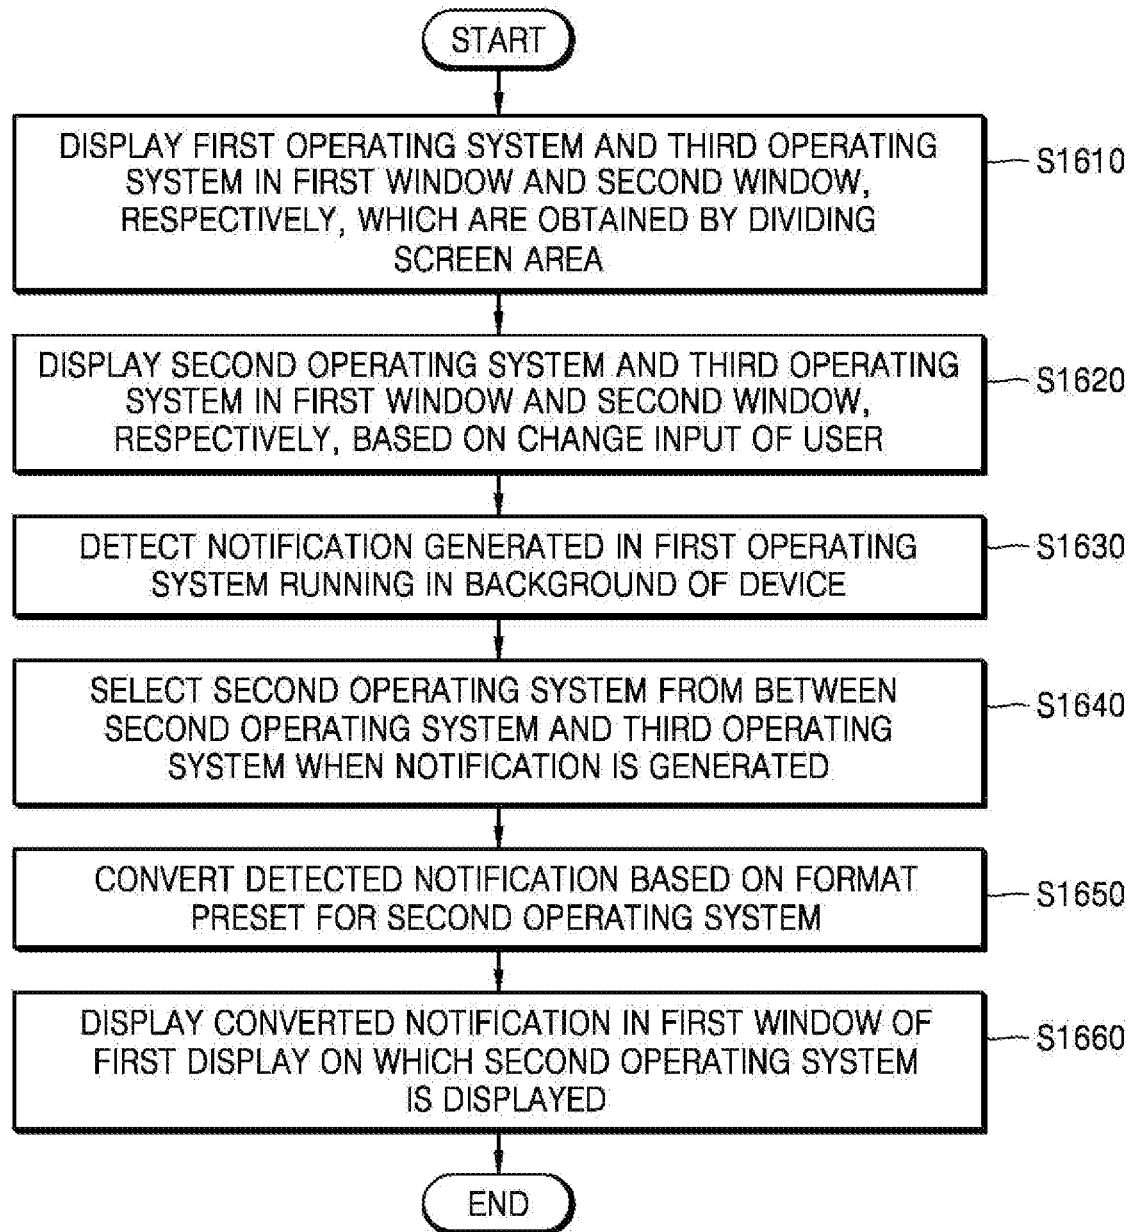 START
DISPLAY FIRST OPERATING SYSTEM AND THIRD OPERATING
SYSTEM IN FIRST WINDOW AND SECOND WINDOW,
RESPECTIVELY, WHICH ARE OBTAINED BY DIVIDING
SCREEN AREA
S1610
DISPLAY SECOND OPERATING SYSTEM AND THIRD OPERATING
SYSTEM IN FIRST WINDOW AND SECOND WINDOW,
RESPECTIVELY, BASED ON CHANGE INPUT OF USER
S1620
DETECT NOTIFICATION GENERATED IN FIRST OPERATING
SYSTEM RUNNING IN BACKGROUND OF DEVICE
S1630
SELECT SECOND OPERATING SYSTEM FROM BETWEEN
SECOND OPERATING SYSTEM AND THIRD OPERATING
SYSTEM WHEN NOTIFICATION IS GENERATED
S1640
CONVERT DETECTED NOTIFICATION BASED ON FORMAT
PRESET FOR SECOND OPERATING SYSTEM
S1650
DISPLAY CONVERTED NOTIFICATION IN FIRST WINDOW OF
FIRST DISPLAY ON WHICH SECOND OPERATING SYSTEM
IS DISPLAYED
S1660
END